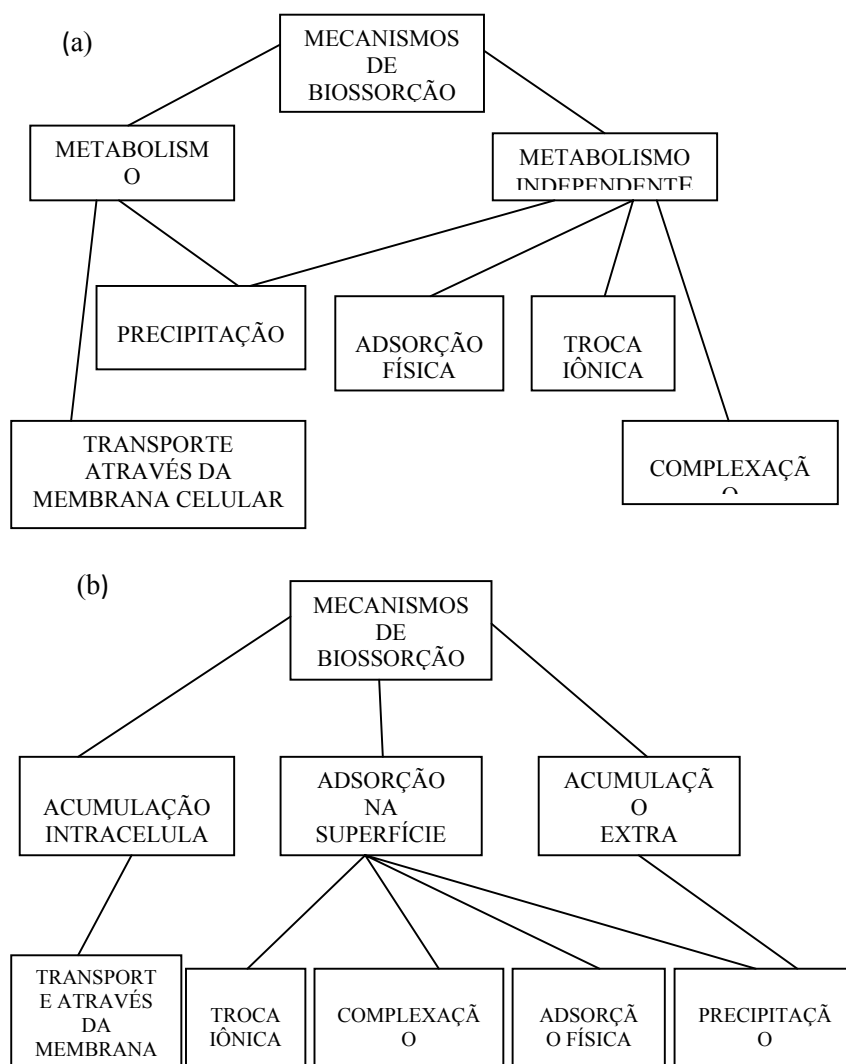 (a)
MECANISMOS
DE
BIOSSORÇÃO
METABOLISM
O
METABOLISMO
INDEPENDENTE
PRECIPITAÇÃO
ADSORÇÃO
FÍSICA
TROCA
IÔNICA
TRANSPORTE
ATRAVÉS DA
MEMBRANA CELULAR
COMPLEXAÇÃ
O
(b)
MECANISMOS
DE
BIOSSORÇÃO
ACUMULAÇÃO
INTRACELULA
ADSORÇÃO
NA
SUPERFÍCIE
ACUMULAÇÃ
O
EXTRA
TRANSPORT
E ATRAVÉS
DA
MEMBRANA
TROCA
IÔNICA
COMPLEXAÇÃ
O
ADSORÇÃ
O FÍSICA
PRECIPITAÇÃ
O